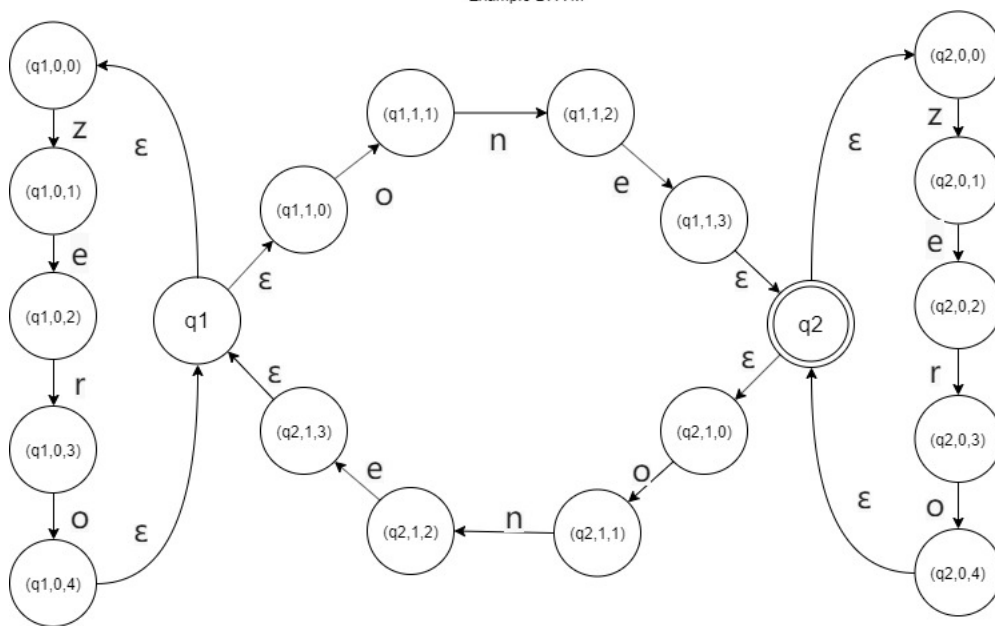 (q1,0,0)
z
(q1,0,1)
e
(q1,0,2)
r
(q1,0,3)
o
(q1,0,4)
ε
ε
q1
ε
(q1,1,0)
o
(q1,1,1)
n
(q1,1,2)
e
(q1,1,3)
ε
q2
ε
(q2,1,0)
o
(q2,1,1)
n
(q2,1,2)
e
(q2,1,3)
ε
ε
(q2,0,0)
z
(q2,0,1)
e
(q2,0,2)
r
(q2,0,3)
o
(q2,0,4)
ε